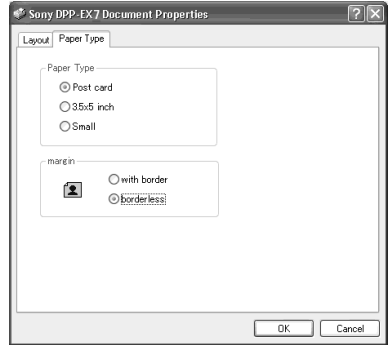 Sony DPP-EX7 Document Properties
Layout Paper Type
Paper Type
Post card
3.5x5 inch
Small
margin
with border
borderless
OK Cancel